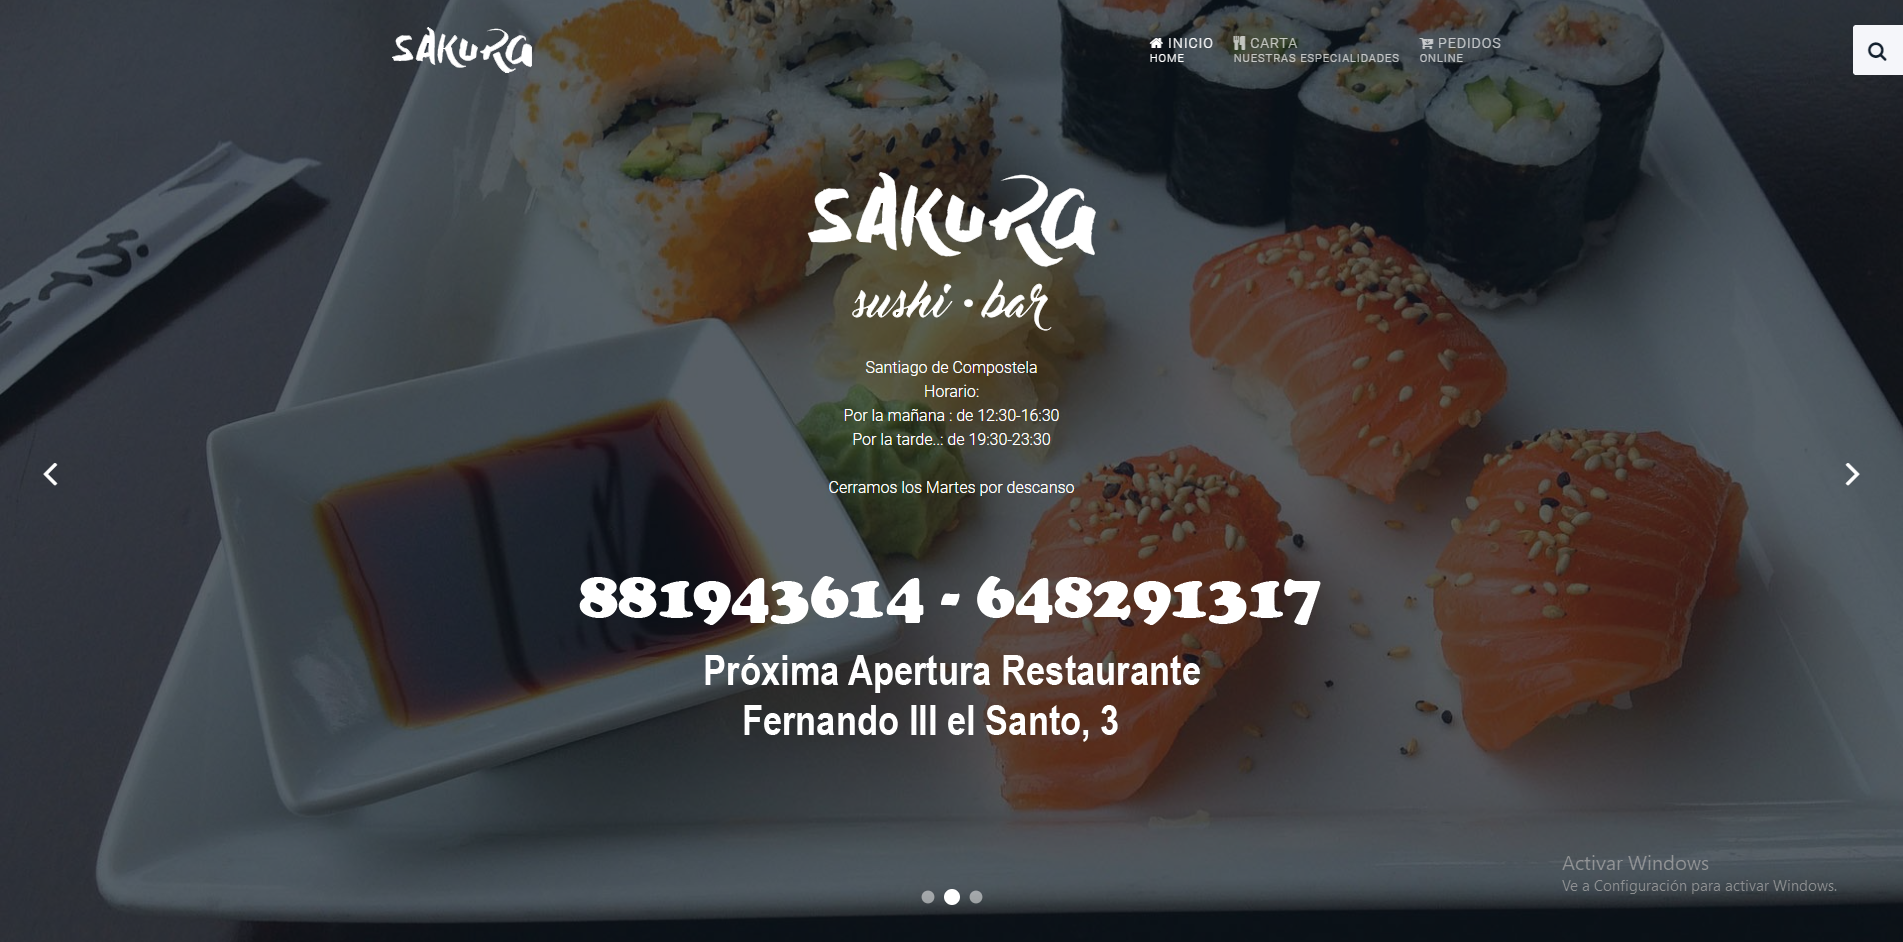 SAKURA
INICIO
HOME
CARTA
NUESTRAS ESPECIALIDADES
PEDIDOS
ONLINE
SAKURA
sushi · bar
Santiago de Compostela
Horario:
Por la mañana : de 12:30-16:30
Por la tarde..: de 19:30-23:30
Cerramos los Martes por descanso
881943614 - 648291317
Próxima Apertura Restaurante
Fernando III el Santo, 3
Activar Windows
Ve a Configuración para activar Windows.